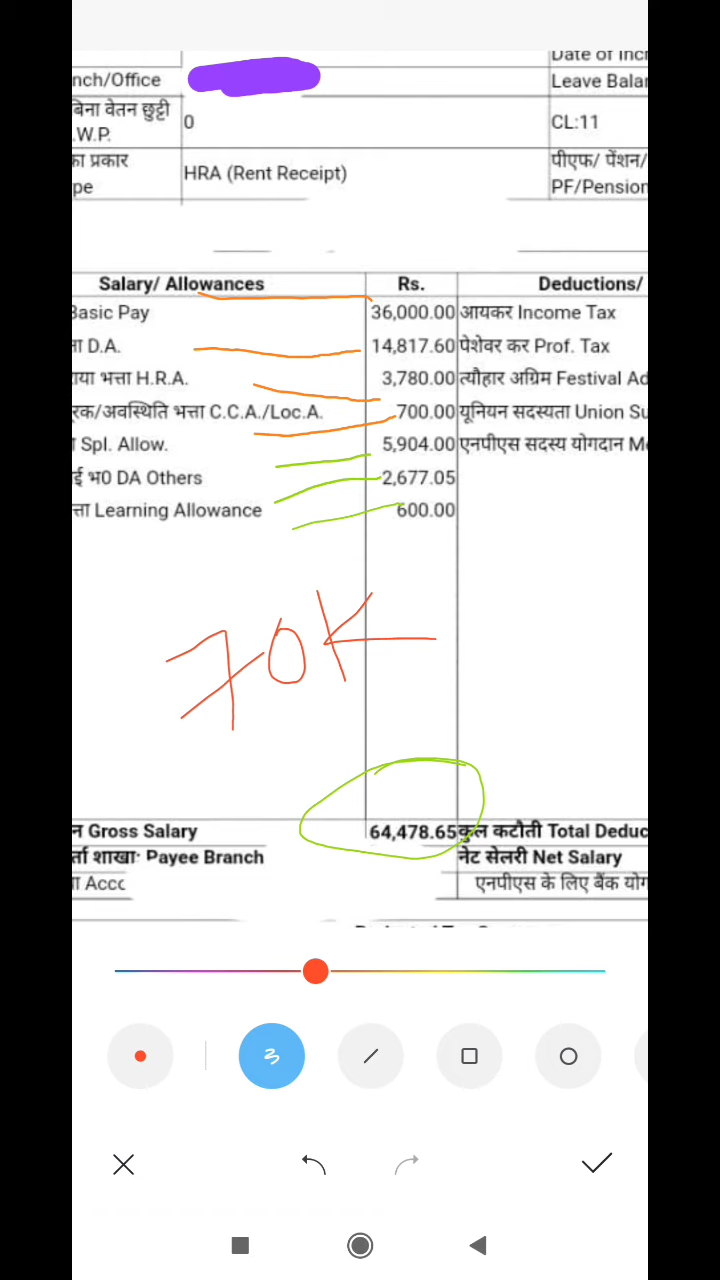 Date of Inc
nch/Office
Leave Bala
बिना वेतन छुट्टी
.W.P.
0
CL:11
का प्रकार
pe
HRA (Rent Receipt)
पीएफ/ पेंशन/
PF/Pension
Salary/ Allowances Rs. Deductions/
Basic Pay 36,000.00 आयकर Income Tax
ा D.A. 14,817.60 पेशेवर कर Prof. Tax
राया भत्ता H.R.A. 3,780.00 त्यौहार अग्रिम Festival Ad
रक/अवस्थिति भत्ता C.C.A./Loc.A. 700.00 यूनियन सदस्यता Union Su
Spl. Allow. 5,904.00 एनपीएस सदस्य योगदान M
ई भ0 DA Others 2,677.05
त्ता Learning Allowance 600.00
70K
न Gross Salary 64,478.65 कुल कटौती Total Deduc
र्ता शाखाः Payee Branch नेट सेलरी Net Salary
ा Acc एनपीएस के लिए बैंक योग